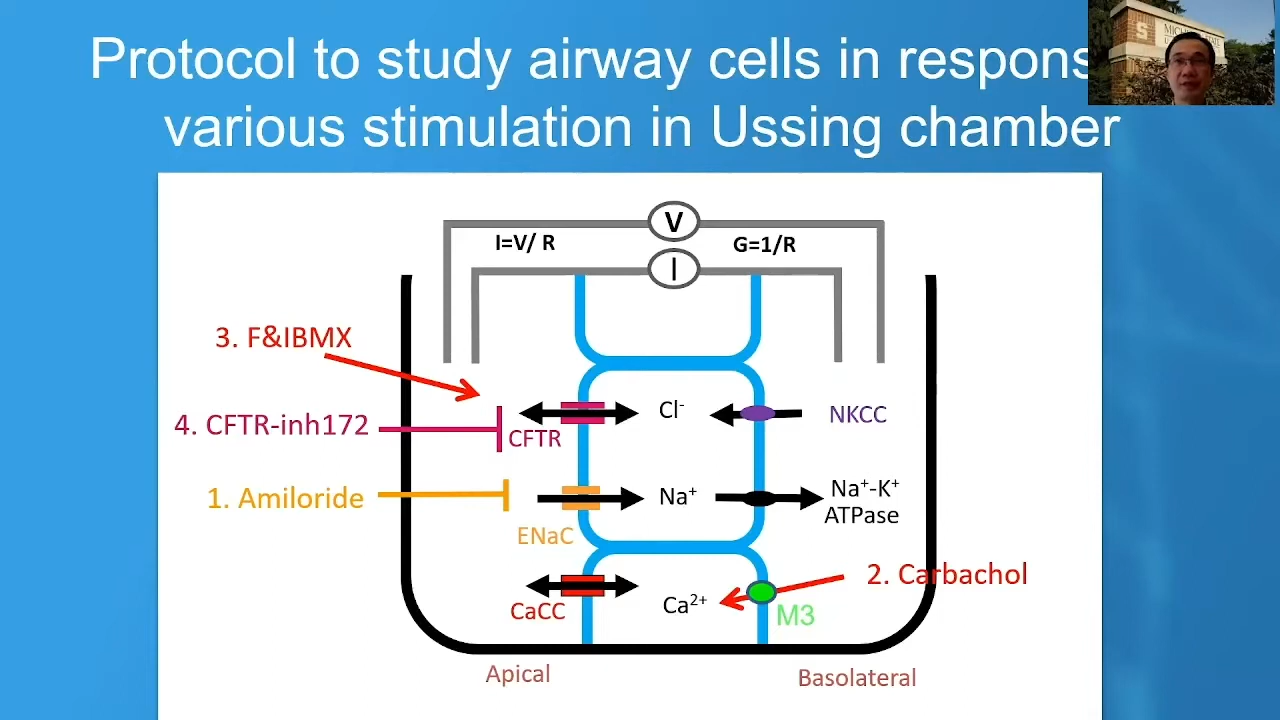 Protocol to study airway cells in respons
various stimulation in Ussing chamber
V
I=V/ R
G=1/R
I
3. F&IBMX
Cl-
NKCC
4. CFTR-inh172
CFTR
1. Amiloride
Na+
Na+-K+
ATPase
ENaC
2. Carbachol
CaCC
Ca2+
M3
Apical
Basolateral
S